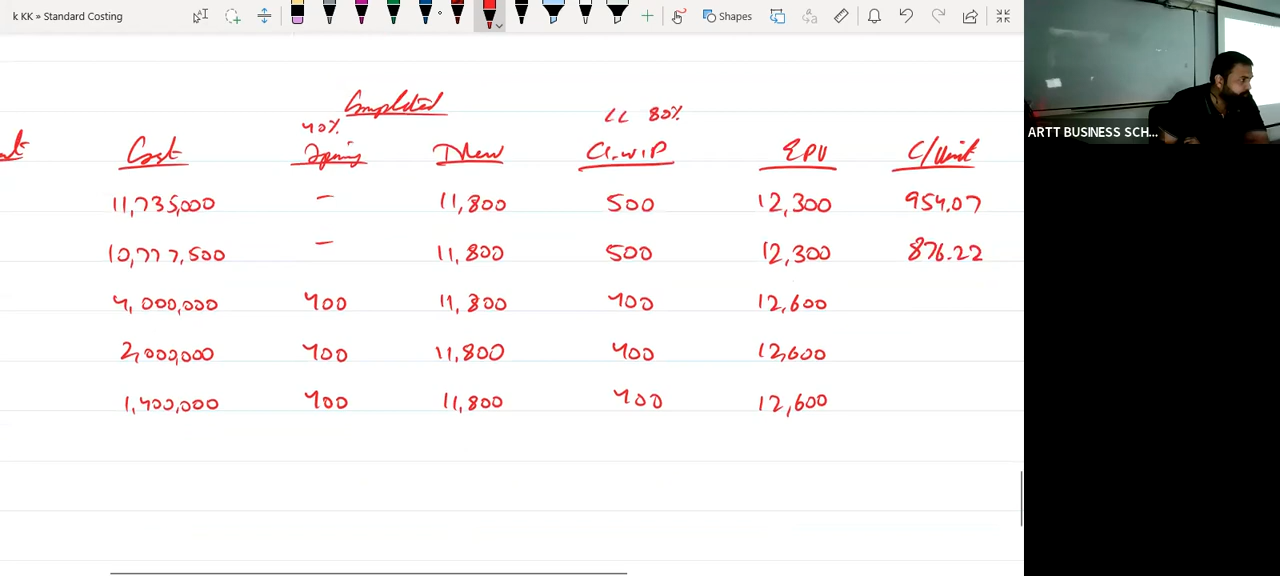 k KK » Standard Costing
Shapes
Completed
40% LL 80%
Cost Opening New Cl.WIP EPU C/Unit
11,735,000 - 11,800 500 12,300 954.07
10,777,500 - 11,800 500 12,300 876.22
4,000,000 400 11,800 400 12,600
2,000,000 400 11,800 400 12,600
1,400,000 400 11,800 400 12,600
ARTT BUSINESS SCH...